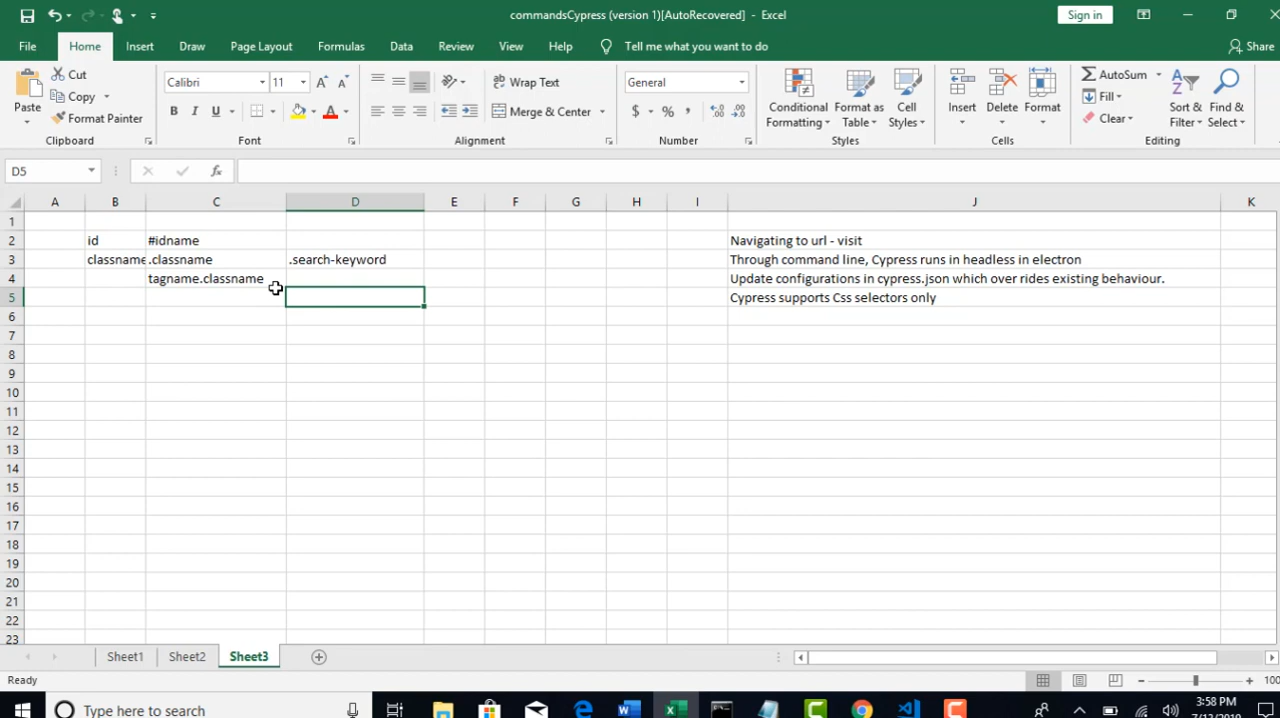 commandsCypress (version 1)[AutoRecovered] - Excel
Sign in
File Home Insert Draw Page Layout Formulas Data Review View Help Tell me what you want to do Share
Cut
Copy
Format Painter
Paste
Clipboard
Calibri 11
B I U
Font
Wrap Text
Merge & Center
Alignment
General
$ %
Number
Conditional Formatting
Format as Table
Cell Styles
Styles
Insert Delete Format
Cells
AutoSum
Fill
Clear
Sort & Filter
Find & Select
Editing
D5 fx
A B C D E F G H I J K
1
2 id #idname Navigating to url - visit
3 classname .classname .search-keyword Through command line, Cypress runs in headless in electron
4 tagname.classname Update configurations in cypress.json which over rides existing behaviour.
5 Cypress supports Css selectors only
6
7
8
9
10
11
12
13
14
15
16
17
18
19
20
21
22
23
Sheet1 Sheet2 Sheet3
Ready 100
Type here to search
3:58 PM